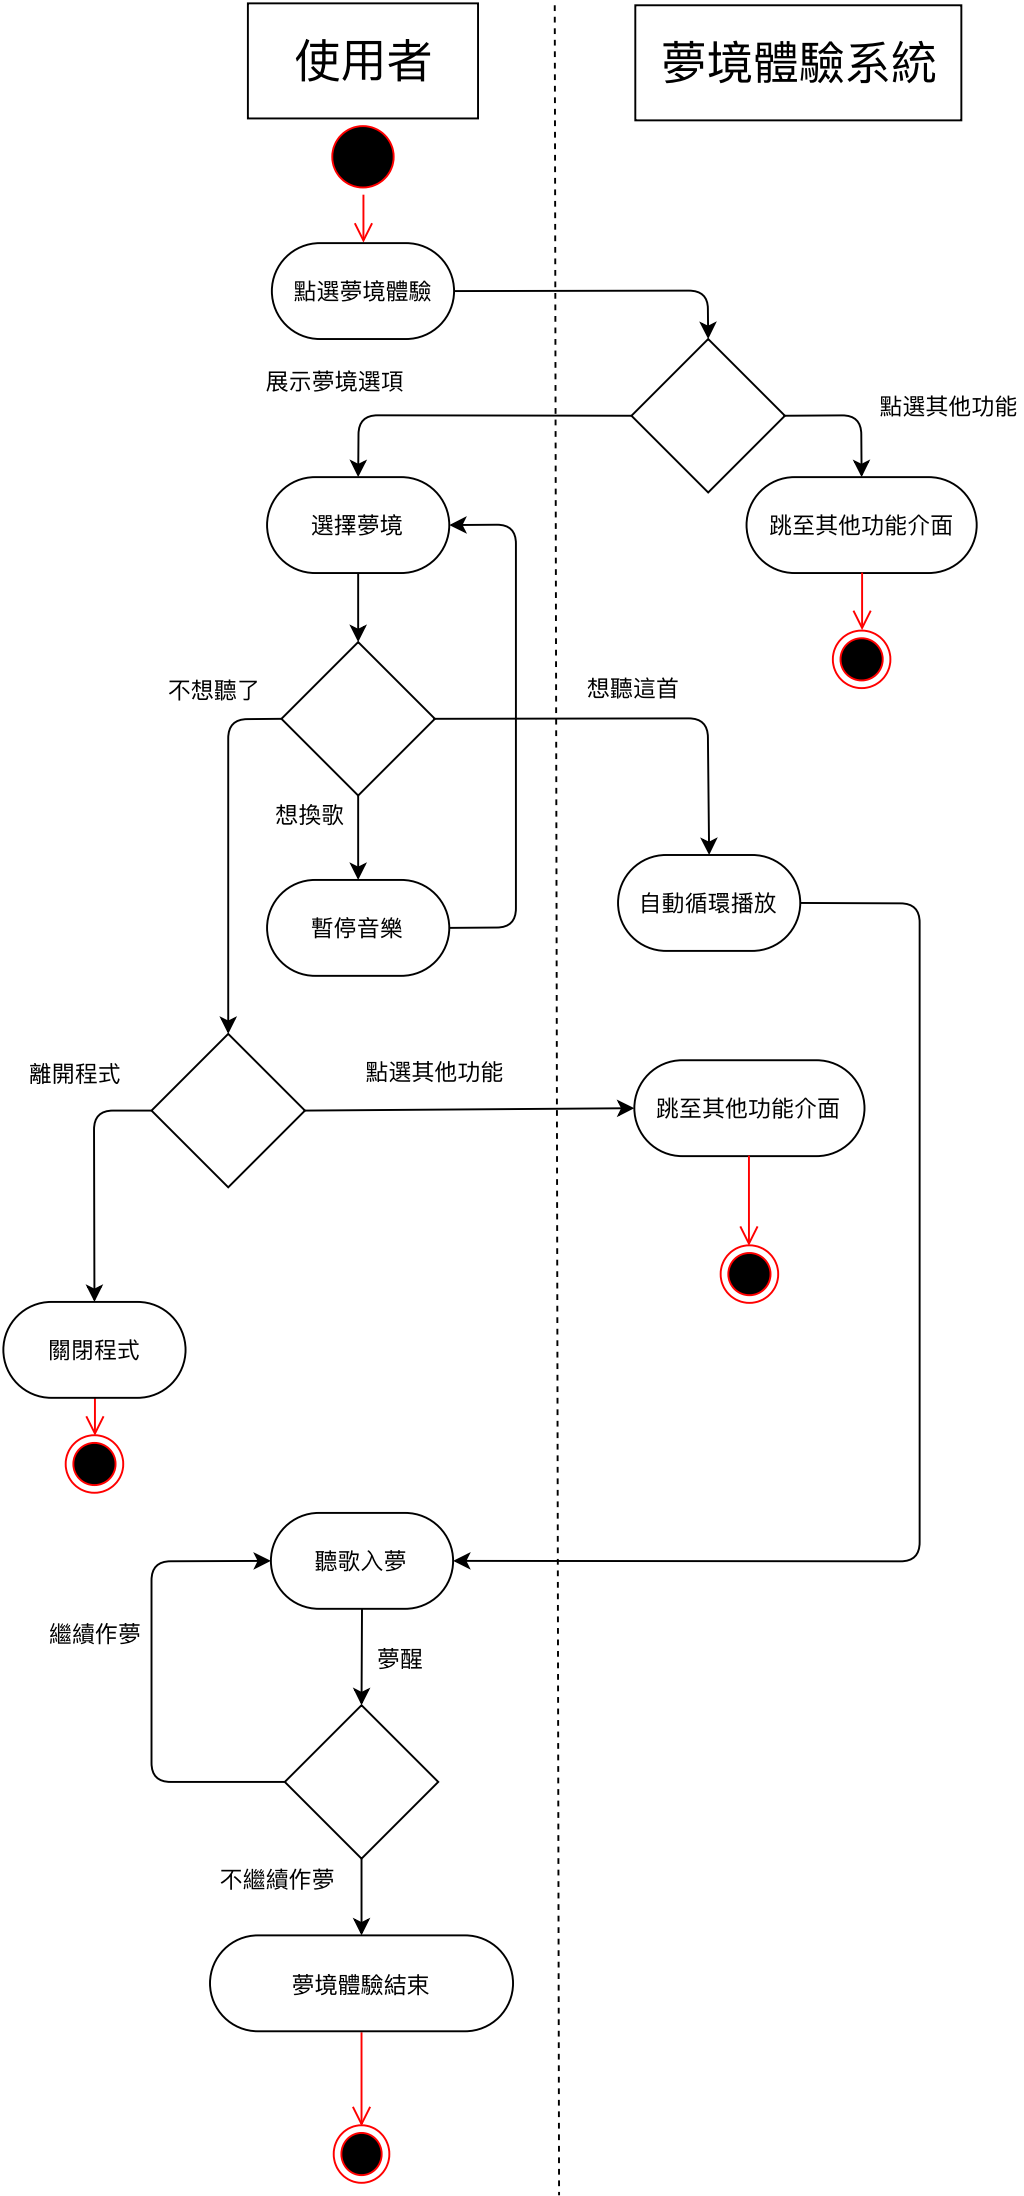 使用者
夢境體驗系統
點選夢境體驗
展示夢境選項
點選其他功能
選擇夢境
跳至其他功能介面
不想聽了
想聽這首
想換歌
自動循環播放
暫停音樂
離開程式
點選其他功能
跳至其他功能介面
關閉程式
聽歌入夢
繼續作夢
夢醒
不繼續作夢
夢境體驗結束